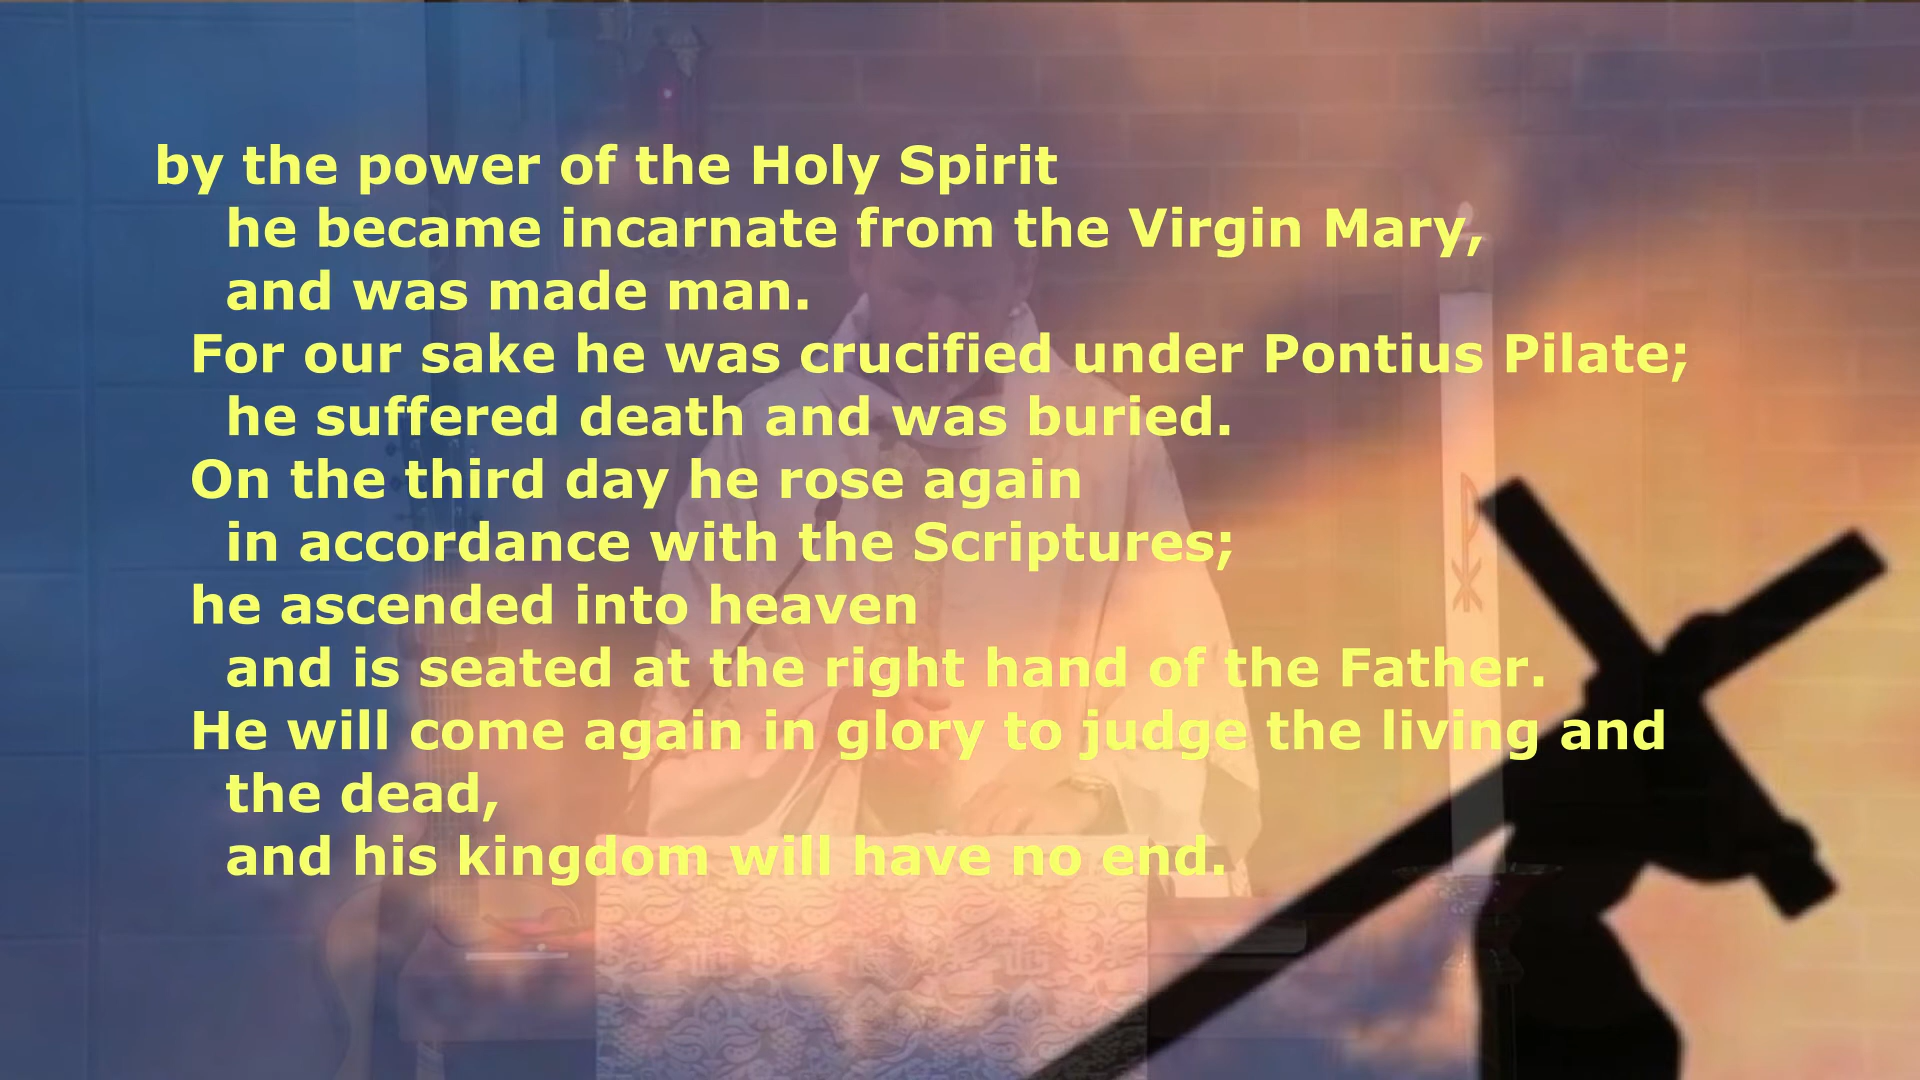 by the power of the Holy Spirit
he became incarnate from the Virgin Mary,
and was made man.
For our sake he was crucified under Pontius Pilate;
he suffered death and was buried.
On the third day he rose again
in accordance with the Scriptures;
he ascended into heaven
and is seated at the right hand of the Father.
He will come again in glory to judge the living and
the dead,
and his kingdom will have no end.